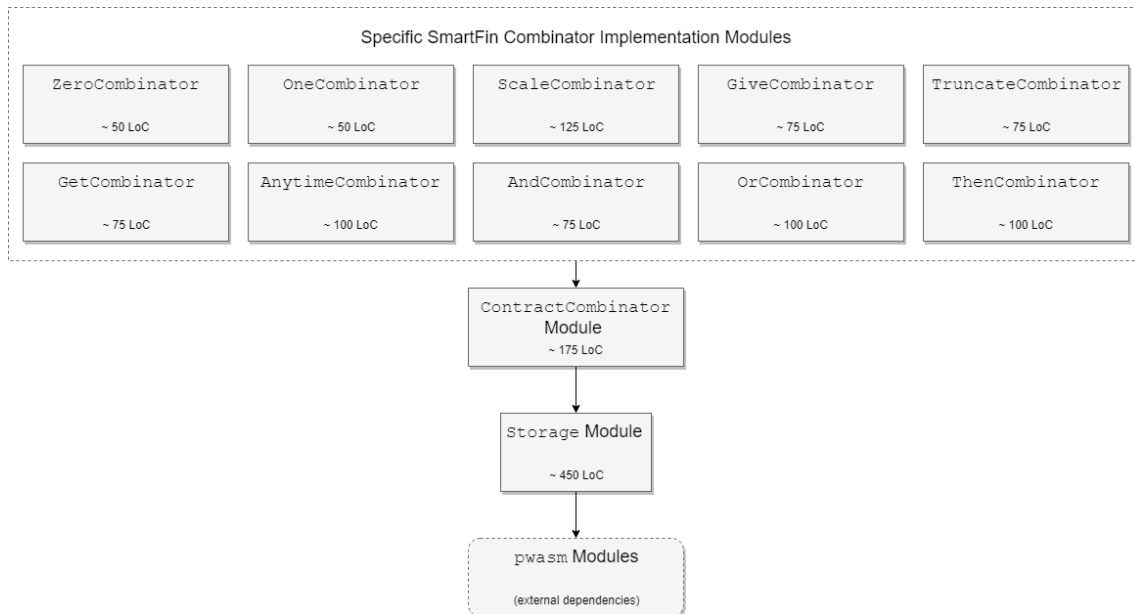 Specific SmartFin Combinator Implementation Modules
ZeroCombinator
~ 50 LoC
OneCombinator
~ 50 LoC
ScaleCombinator
~ 125 LoC
GiveCombinator
~ 75 LoC
TruncateCombinator
~ 75 LoC
GetCombinator
~ 75 LoC
AnytimeCombinator
~ 100 LoC
AndCombinator
~ 75 LoC
OrCombinator
~ 100 LoC
ThenCombinator
~ 100 LoC
ContractCombinator
Module
~ 175 LoC
Storage Module
~ 450 LoC
pwasm Modules
(external dependencies)